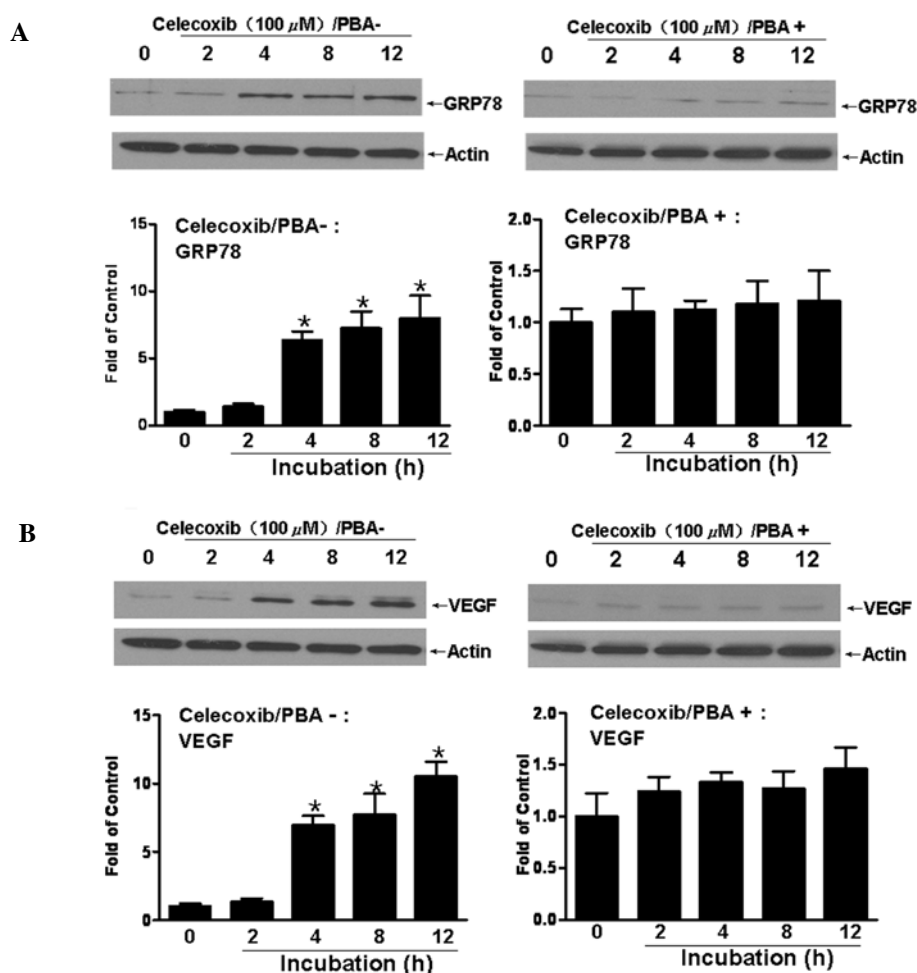 A
Celecoxib (100 μM) /PBA-
0 2 4 8 12
←GRP78
←Actin
Celecoxib (100 μM) /PBA +
0 2 4 8 12
←GRP78
←Actin
Celecoxib/PBA- :
GRP78
Fold of Control
15
10
5
0
0 2 4 8 12
* * *
Incubation (h)
Celecoxib/PBA + :
GRP78
Fold of Control
2.0
1.5
1.0
0.5
0.0
0 2 4 8 12
Incubation (h)
B
Celecoxib (100 μM) /PBA-
0 2 4 8 12
←VEGF
←Actin
Celecoxib (100 μM) /PBA +
0 2 4 8 12
←VEGF
←Actin
Celecoxib/PBA - :
VEGF
Fold of Control
15
10
5
0
0 2 4 8 12
* * *
Incubation (h)
Celecoxib/PBA + :
VEGF
Fold of Control
2.0
1.5
1.0
0.5
0.0
0 2 4 8 12
Incubation (h)